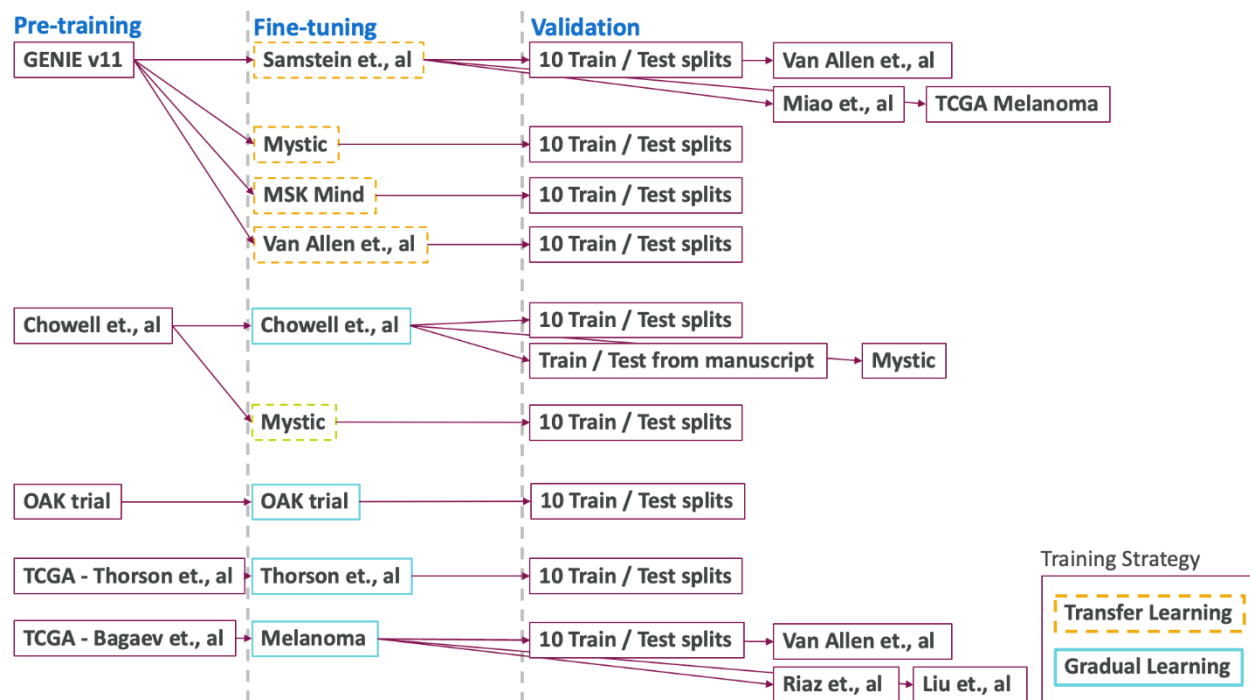 Pre-training Fine-tuning Validation
GENIE v11 Samstein et., al 10 Train / Test splits Van Allen et., al
Miao et., al TCGA Melanoma
Mystic 10 Train / Test splits
MSK Mind 10 Train / Test splits
Van Allen et., al 10 Train / Test splits
Chowell et., al Chowell et., al 10 Train / Test splits
Train / Test from manuscript Mystic
Mystic 10 Train / Test splits
OAK trial OAK trial 10 Train / Test splits
TCGA - Thorson et., al Thorson et., al 10 Train / Test splits
TCGA - Bagaev et., al Melanoma 10 Train / Test splits Van Allen et., al
Riaz et., al Liu et., al
Training Strategy
Transfer Learning
Gradual Learning